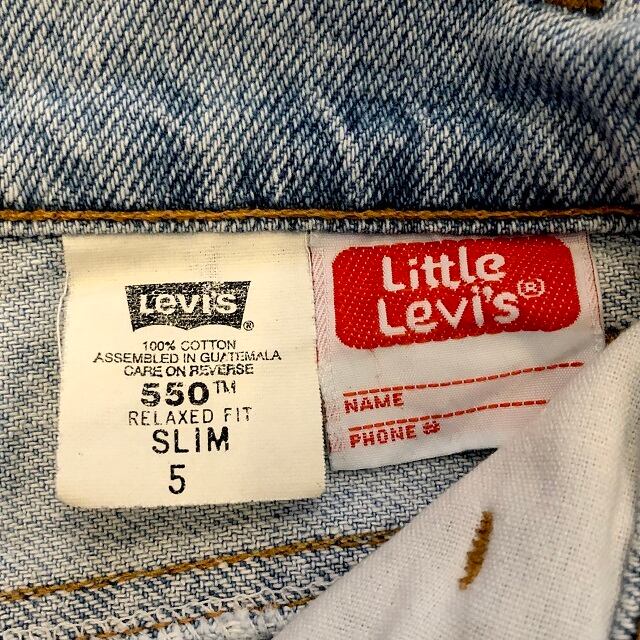 Levi's ®
100% COTTON
ASSEMBLED IN GUATEMALA
CARE ON REVERSE
550™
RELAXED FIT
SLIM
5
Little
Levi's®
NAME
PHONE #